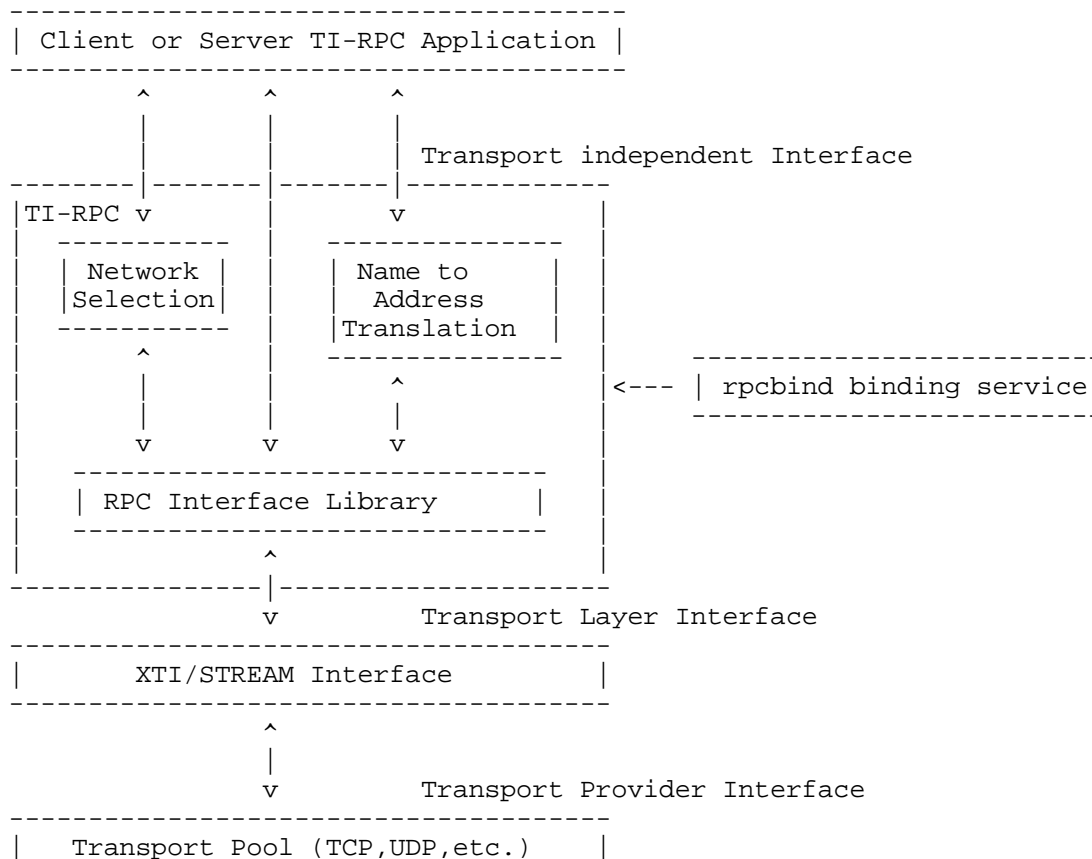 Client or Server TI-RPC Application
Transport independent Interface
TI-RPC
Network
Selection
Name to
Address
Translation
rpcbind binding service
RPC Interface Library
Transport Layer Interface
XTI/STREAM Interface
Transport Provider Interface
Transport Pool (TCP,UDP,etc.)